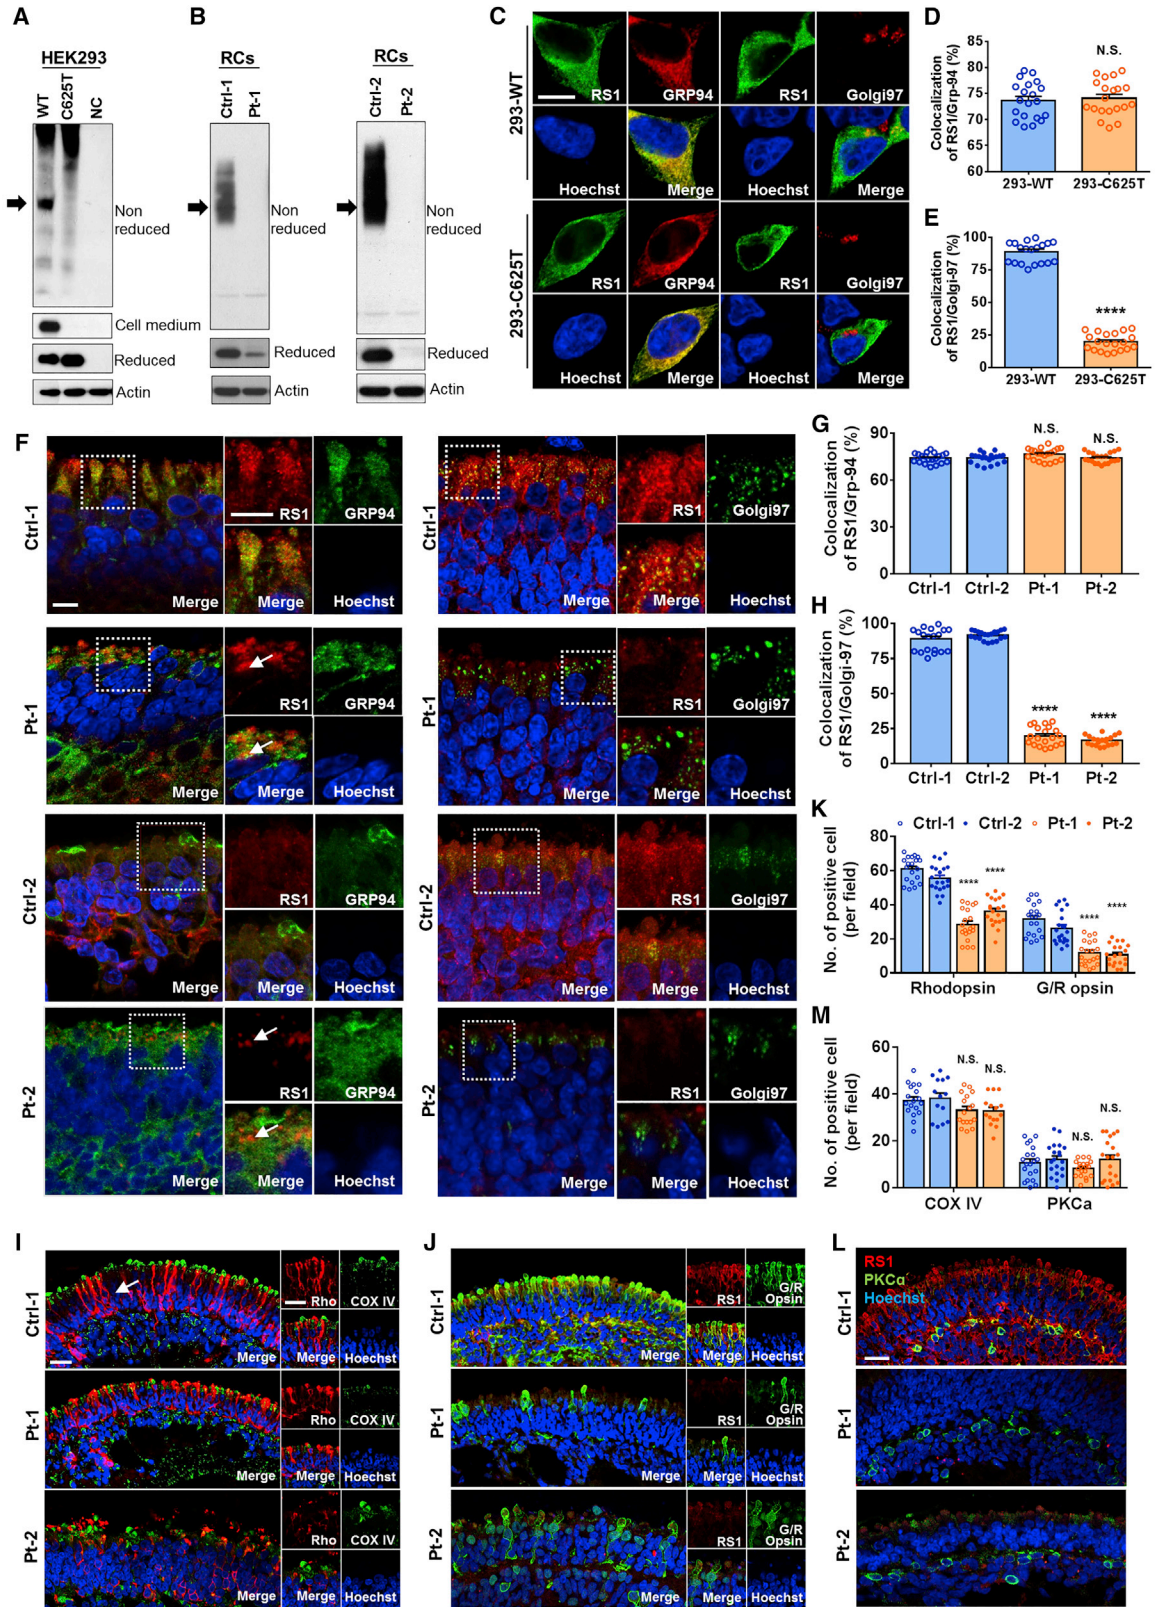 A
HEK293
WT
C625T
NC
Non
reduced
Cell medium
Reduced
Actin
B
RCs
Ctrl-1
Pt-1
Non
reduced
Reduced
Actin
RCs
Ctrl-2
Pt-2
Non
reduced
Reduced
Actin
C
293-WT
RS1
GRP94
RS1
Golgi97
Hoechst
Merge
Hoechst
Merge
293-C625T
RS1
GRP94
RS1
Golgi97
Hoechst
Merge
Hoechst
Merge
D
Colocalization
of RS1/Grp-94 (%)
85
80
75
70
65
60
N.S.
293-WT
293-C625T
E
Colocalization
of RS1/Golgi-97 (%)
100
75
50
25
0
****
293-WT
293-C625T
F
Ctrl-1
Merge
RS1
GRP94
Merge
Hoechst
Ctrl-1
Merge
RS1
Golgi97
Merge
Hoechst
Pt-1
Merge
RS1
GRP94
Merge
Hoechst
Pt-1
Merge
RS1
Golgi97
Merge
Hoechst
Ctrl-2
Merge
RS1
GRP94
Merge
Hoechst
Ctrl-2
Merge
RS1
Golgi97
Merge
Hoechst
Pt-2
Merge
RS1
GRP94
Merge
Hoechst
Pt-2
Merge
RS1
Golgi97
Merge
Hoechst
G
Colocalization
of RS1/Grp-94 (%)
90
60
30
0
N.S.
N.S.
Ctrl-1
Ctrl-2
Pt-1
Pt-2
H
Colocalization
of RS1/Golgi-97 (%)
100
75
50
25
0
****
****
Ctrl-1
Ctrl-2
Pt-1
Pt-2
K
Ctrl-1
Ctrl-2
Pt-1
Pt-2
No. of positive cell
(per field)
80
60
40
20
0
****
****
****
****
Rhodopsin
G/R opsin
M
No. of positive cell
(per field)
60
40
20
0
N.S.
N.S.
N.S.
N.S.
COX IV
PKCa
I
Ctrl-1
Merge
Rho
COX IV
Merge
Hoechst
Pt-1
Merge
Rho
COX IV
Merge
Hoechst
Pt-2
Merge
Rho
COX IV
Merge
Hoechst
J
Ctrl-1
Merge
RS1
G/R
Opsin
Merge
Hoechst
Pt-1
Merge
RS1
G/R
Opsin
Merge
Hoechst
Pt-2
Merge
RS1
G/R
Opsin
Merge
Hoechst
L
RS1
PKCα
Hoechst
Ctrl-1
Pt-1
Pt-2